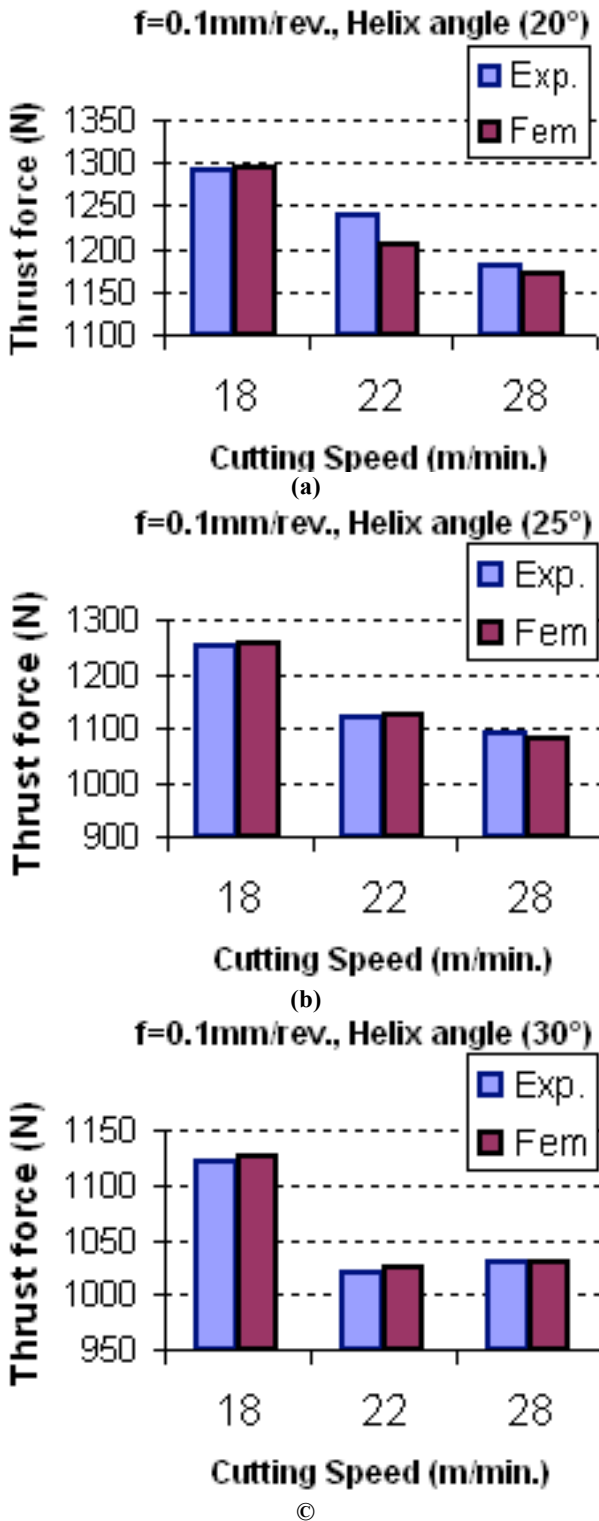 f=0.1mm/rev., Helix angle (20°)
Exp.
Fem
Thrust force (N)
1350
1300
1250
1200
1150
1100
18 22 28
Cutting Speed (m/min.)
(a)
f=0.1mm/rev., Helix angle (25°)
Exp.
Fem
Thrust force (N)
1300
1200
1100
1000
900
18 22 28
Cutting Speed (m/min.)
(b)
f=0.1mm/rev., Helix angle (30°)
Exp.
Fem
Thrust force (N)
1150
1100
1050
1000
950
18 22 28
Cutting Speed (m/min.)
©